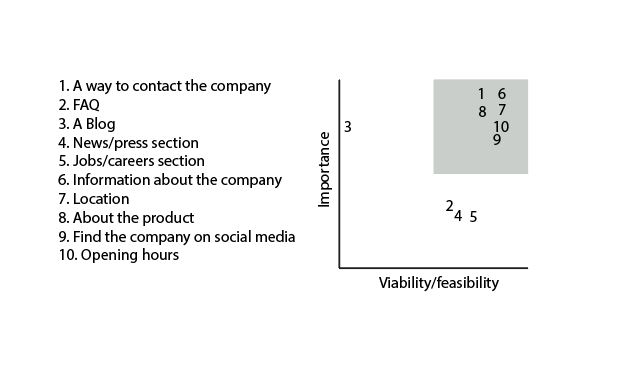 1. A way to contact the company
2. FAQ
3. A Blog
4. News/press section
5. Jobs/careers section
6. Information about the company
7. Location
8. About the product
9. Find the company on social media
10. Opening hours
Importance
1 6
8 7
3 10
9
2
4 5
Viability/feasibility